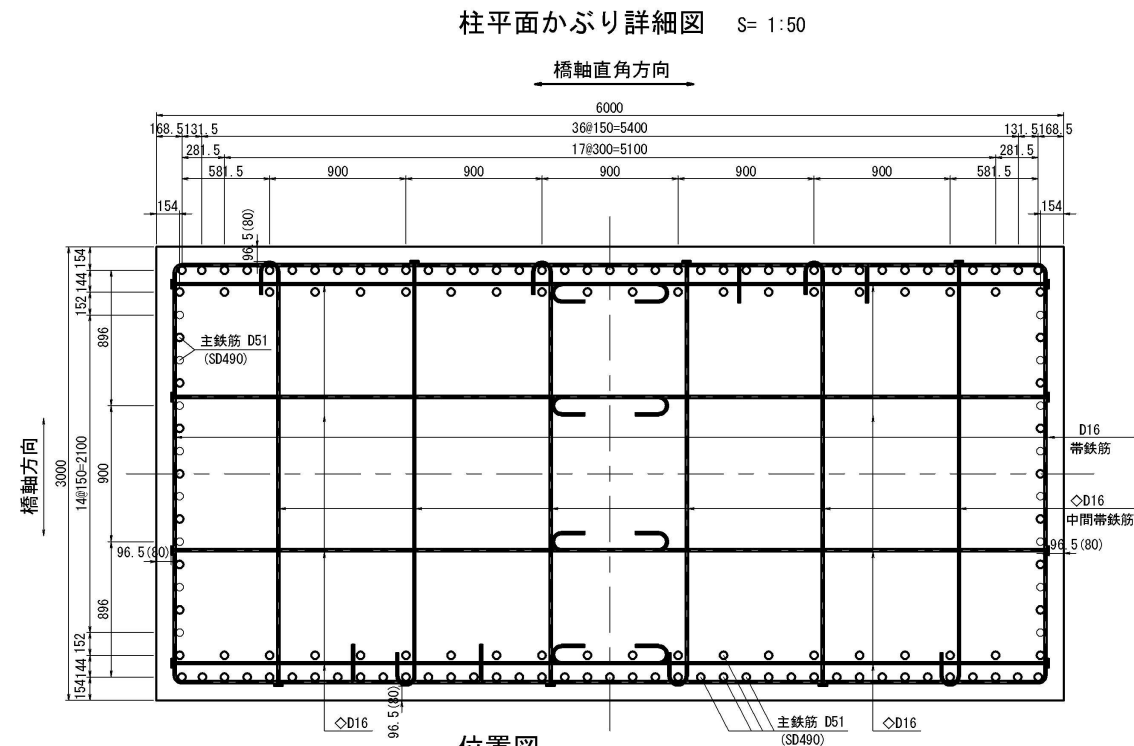 柱平面かぶり詳細図 S= 1:50
橋軸直角方向
6000
168.5 131.5 36@150=5400 131.5 168.5
281.5 17@300=5100 281.5
581.5 900 900 900 900 900 581.5
154 154
96.5(80)
154
144
152
896
主鉄筋 D51
(SD490)
橋軸方向
3000
14@150=2100
900
D16
帯鉄筋
◇D16
中間帯鉄筋
96.5(80) 96.5(80)
896
152
144
154
96.5(80)
◇D16 主鉄筋 D51 ◇D16
(SD490)
位置図